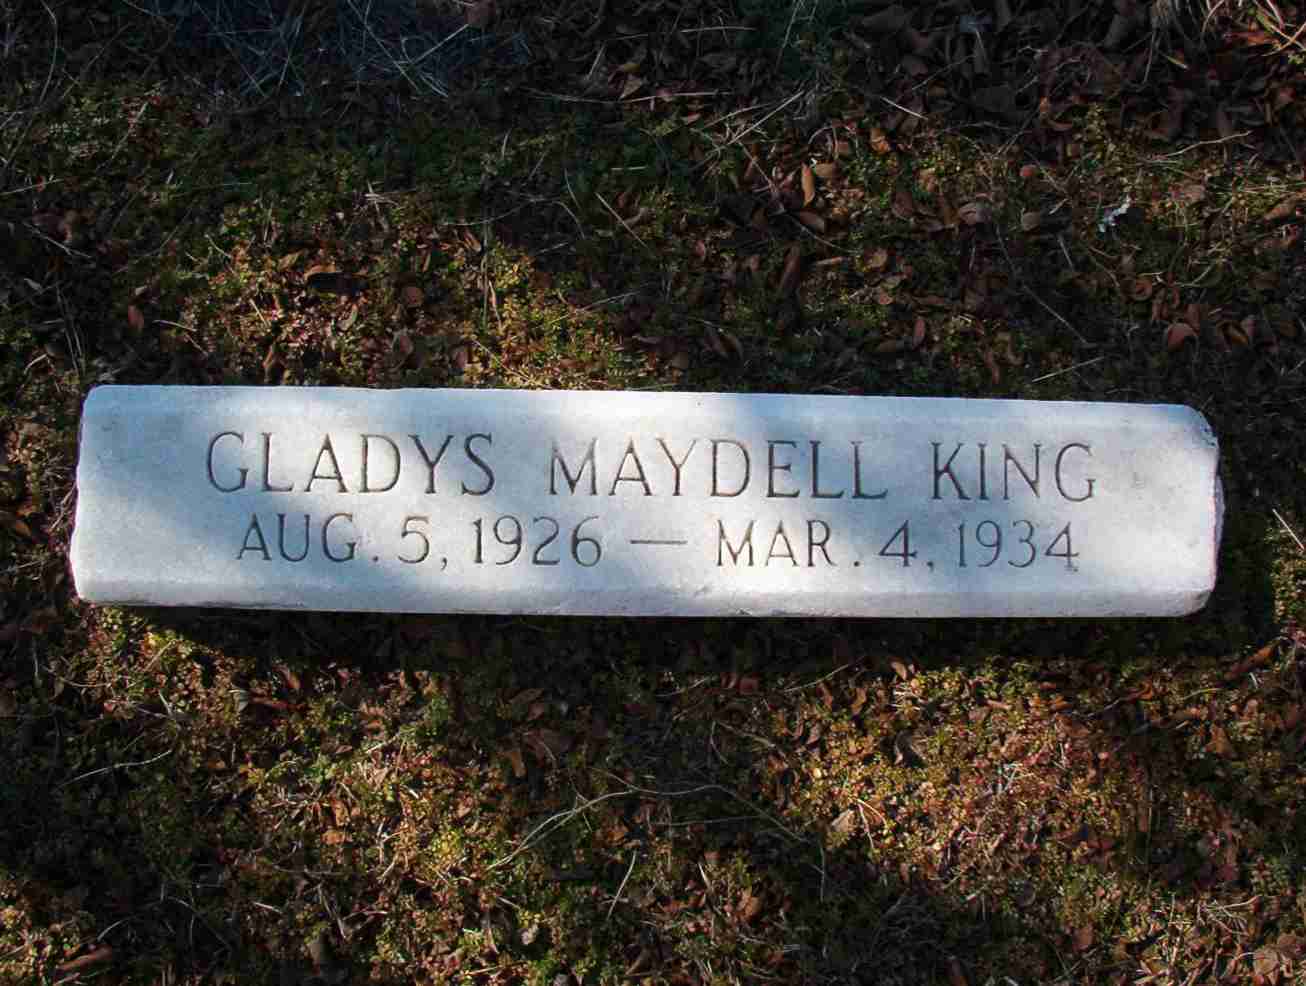 GLADYS MAYDELL KING
AUG. 5, 1926 — MAR. 4, 1934